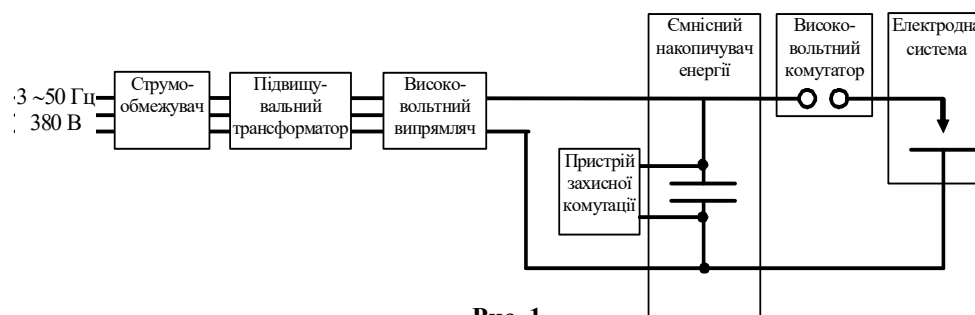 3 ~50 Гц
380 В
Струмо-
обмежувач
Підвищу-
вальний
трансформатор
Високо-
вольтний
випрямляч
Ємнісний
накопичувач
енергії
Пристрій
захисної
комутації
Високо-
вольтний
комутатор
Електродна
система
Рис. 1